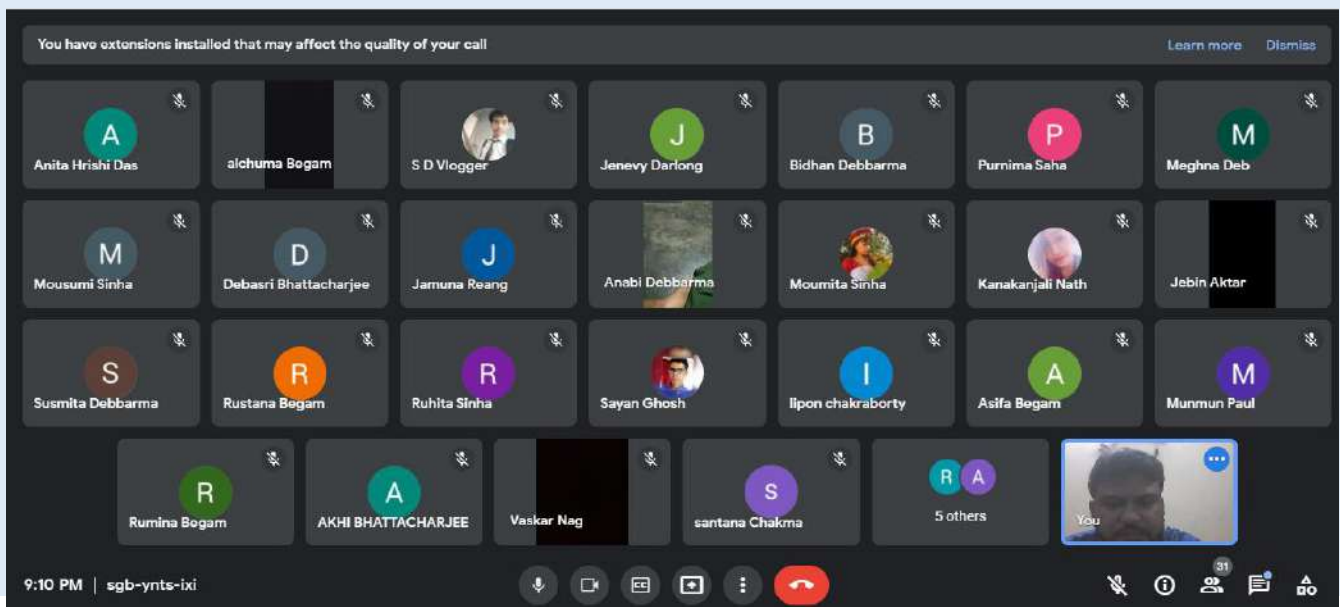 You have extensions installed that may affect the quality of your call Learn more Dismiss
A J B P M
Anita Hrishi Das alchuma Begam S D Vlogger Jenevy Darlong Bidhan Debbarma Purnima Saha Meghna Deb
M D J
Mousumi Sinha Debasri Bhattacharjee Jamuna Reang Anabi Debbarma Moumita Sinha Kanakanjali Nath Jebin Aktar
S R R I A M
Susmita Debbarma Rustana Begam Ruhita Sinha Sayan Ghosh lipon chakraborty Asifa Begam Munmun Paul
R A S R A
Rumina Begam AKHI BHATTACHARJEE Vaskar Nag santana Chakma 5 others You
9:10 PM | sgb-ynts-ixi CC 31